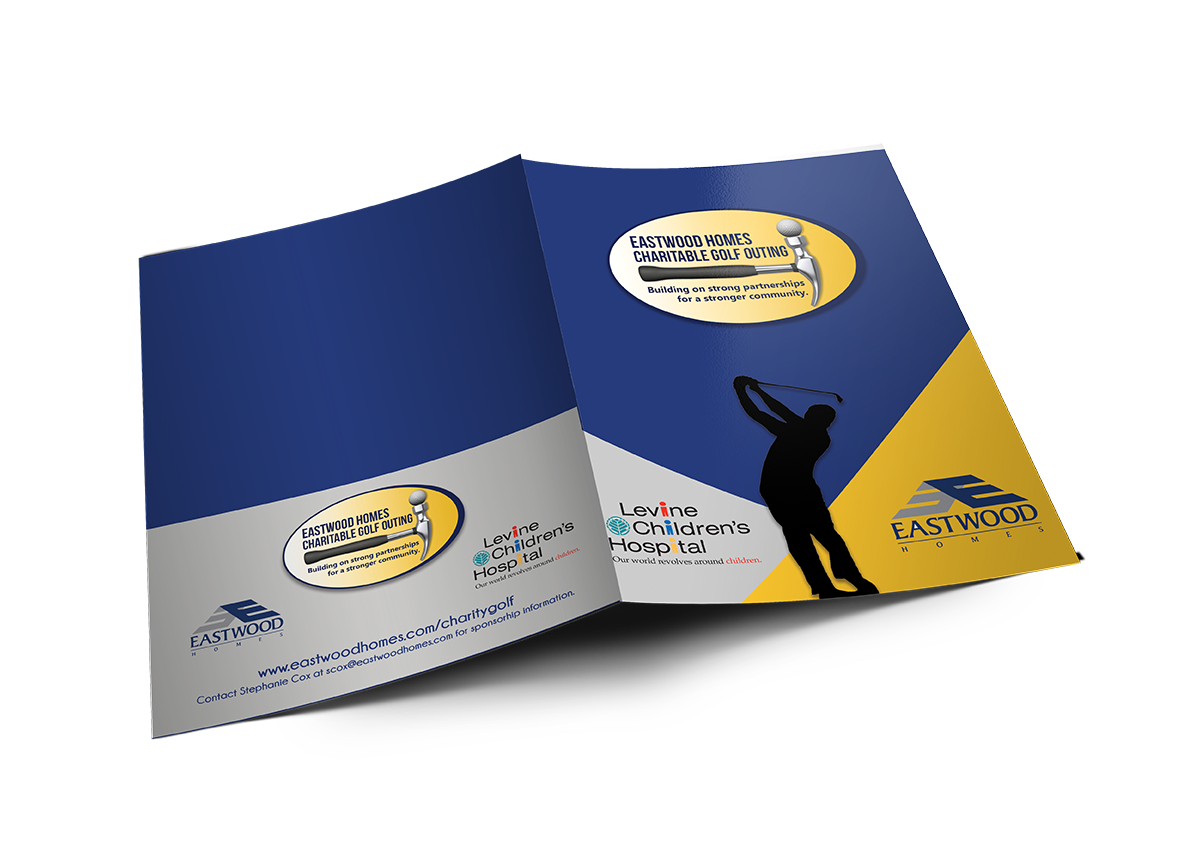 EASTWOOD HOMES
CHARITABLE GOLF OUTING
Building on strong partnerships
for a stronger community.
Levine
Children's
Hospital
Our world revolves around children.
EASTWOOD
HOMES
EASTWOOD HOMES
CHARITABLE GOLF OUTING
Building on strong partnerships
for a stronger community.
Levine
Children's
Hospital
Our world revolves around children.
EASTWOOD
HOMES
www.eastwoodhomes.com/charitygolf
Contact Stephanie Cox at scox@eastwoodhomes.com for sponsorhip information.